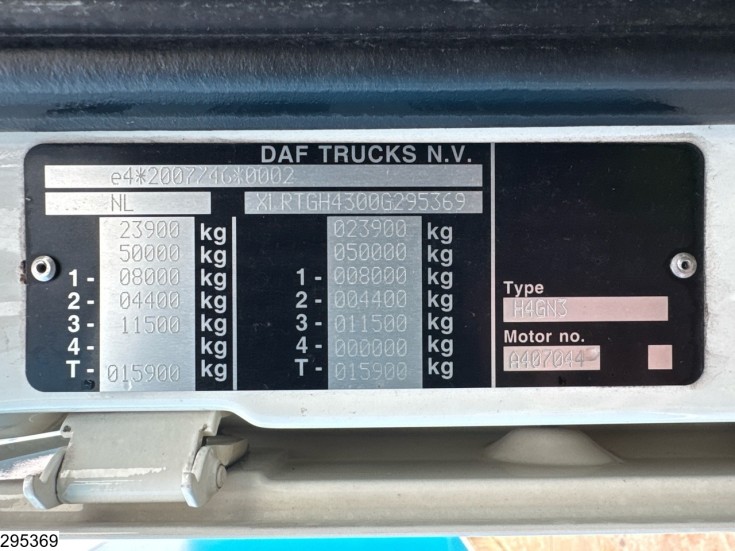 DAF TRUCKS N.V.
e4*2007/46*0002
NL XLRTGH4300G295369
23900 kg 023900 kg
50000 kg 050000 kg
1- 08000 kg 1- 008000 kg
2- 04400 kg 2- 004400 kg
3- 11500 kg 3- 011500 kg
4- kg 4- 000000 kg
T- 015900 kg T- 015900 kg
Type
H4GN3
Motor no.
A407044
295369